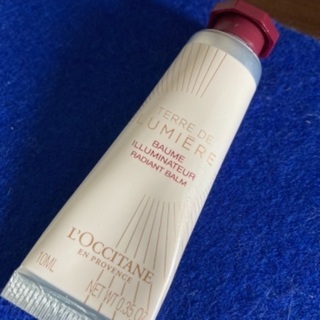 TERRE DE
LUMIÈRE
BAUME
ILLUMINATEUR
RADIANT BALM
L'OCCITANE
EN PROVENCE
10ML
NET WT 0.35 OZ